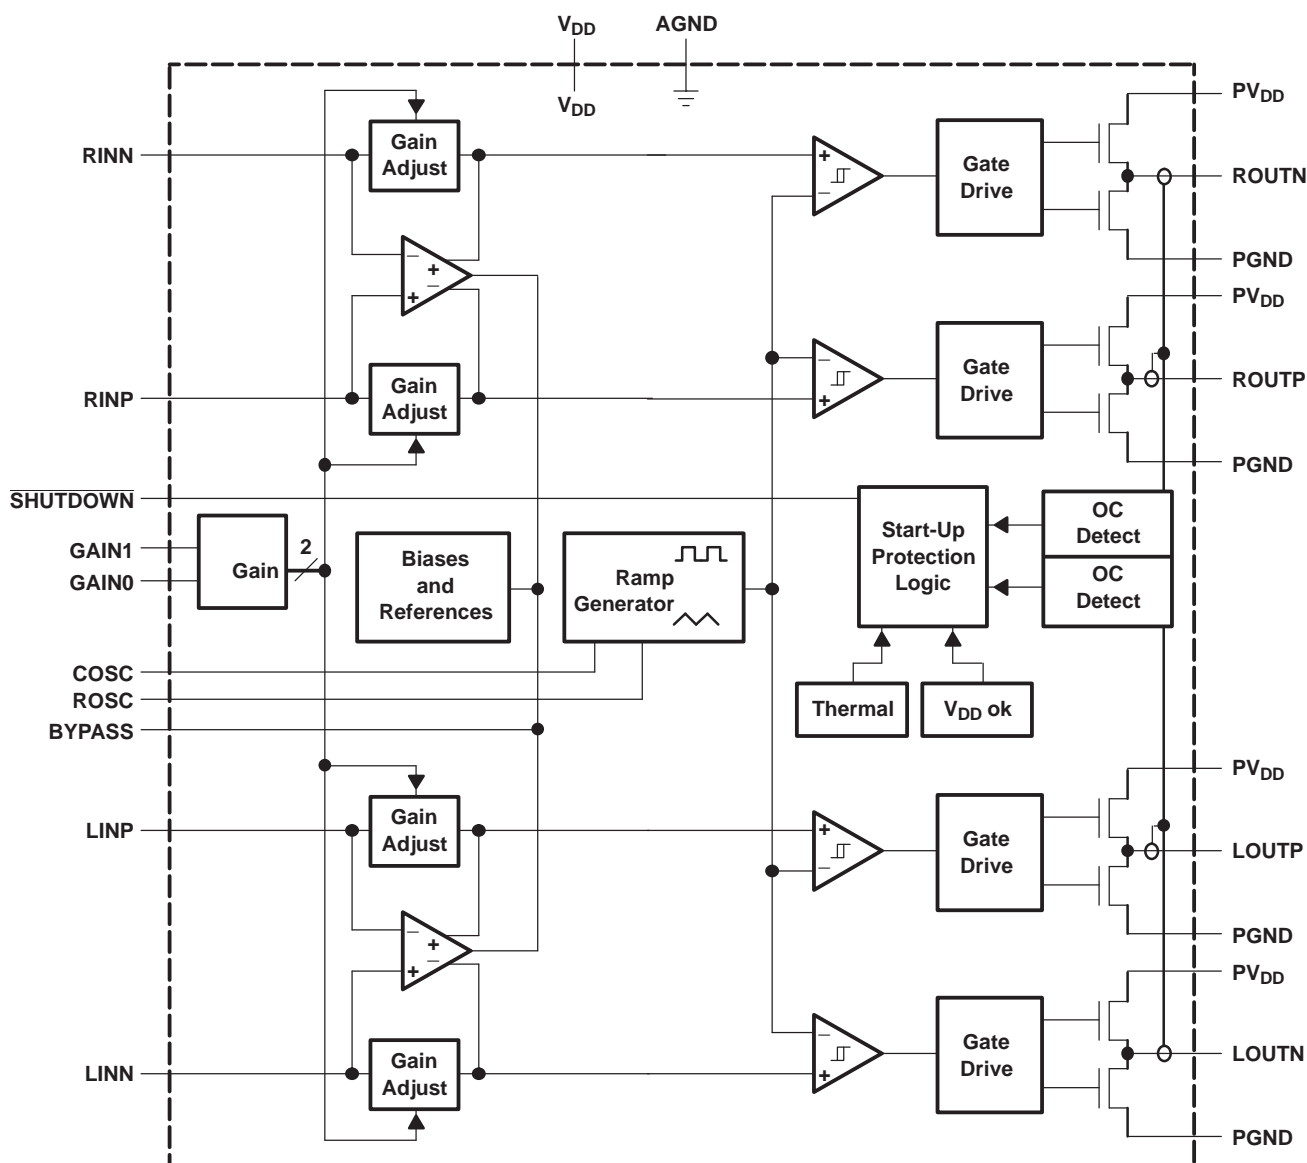 VDD AGND
VDD
PVDD
RINN
Gain
Adjust
+
–
Gate
Drive
ROUTN
–
+
–
+
PGND
PVDD
RINP
Gain
Adjust
–
+
Gate
Drive
ROUTP
PGND
SHUTDOWN
GAIN1
GAIN0
Gain
2
Biases
and
References
Ramp
Generator
Start-Up
Protection
Logic
OC
Detect
OC
Detect
COSC
ROSC
BYPASS
Thermal
VDD ok
PVDD
LINP
Gain
Adjust
+
–
Gate
Drive
LOUTP
–
+
–
+
PGND
PVDD
LINN
Gain
Adjust
–
+
Gate
Drive
LOUTN
PGND